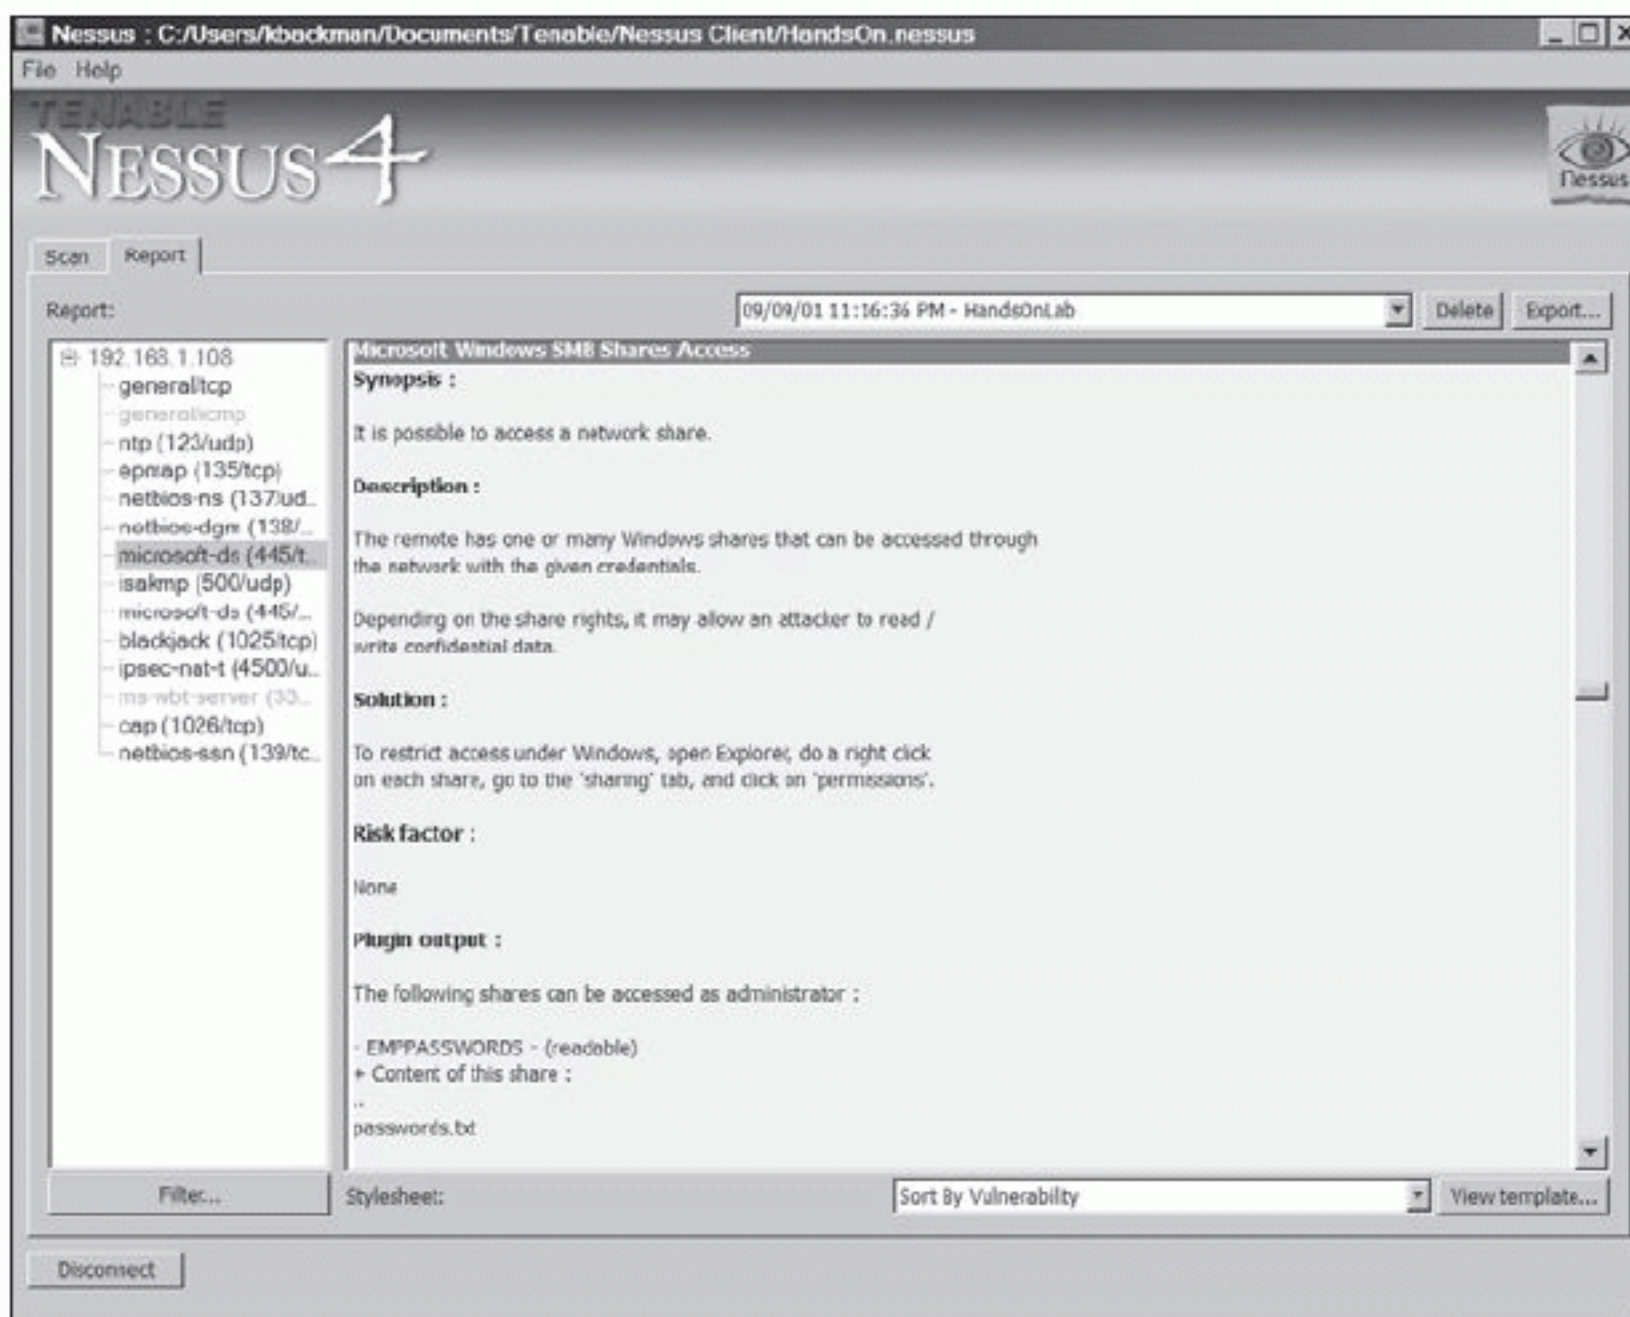 Nessus : C:/Users/kbackman/Documents/Tenable/Nessus Client/HandsOn.nessus
File Help
TENABLE
NESSUS 4
nessus
Scan Report
Report:
09/09/01 11:16:36 PM - HandsOnLab
Delete
Export...
192.168.1.108
general/tcp
general/icmp
ntp (123/udp)
epmap (135/tcp)
netbios-ns (137/ud...
netbios-dgm (138/...
microsoft-ds (445/t...
isakmp (500/udp)
microsoft-ds (445/...
blackjack (1025/tcp)
ipsec-nat-t (4500/u...
ms-wbt-server (33...
cap (1026/tcp)
netbios-ssn (139/tc...
Filter...
Microsoft Windows SMB Shares Access
Synopsis :
It is possible to access a network share.
Description :
The remote has one or many Windows shares that can be accessed through
the network with the given credentials.
Depending on the share rights, it may allow an attacker to read /
write confidential data.
Solution :
To restrict access under Windows, open Explorer, do a right click
on each share, go to the 'sharing' tab, and click on 'permissions'.
Risk factor :
None
Plugin output :
The following shares can be accessed as administrator :
- EMPPASSWORDS - (readable)
+ Content of this share :
..
passwords.txt
Stylesheet:
Sort By Vulnerability
View template...
Disconnect